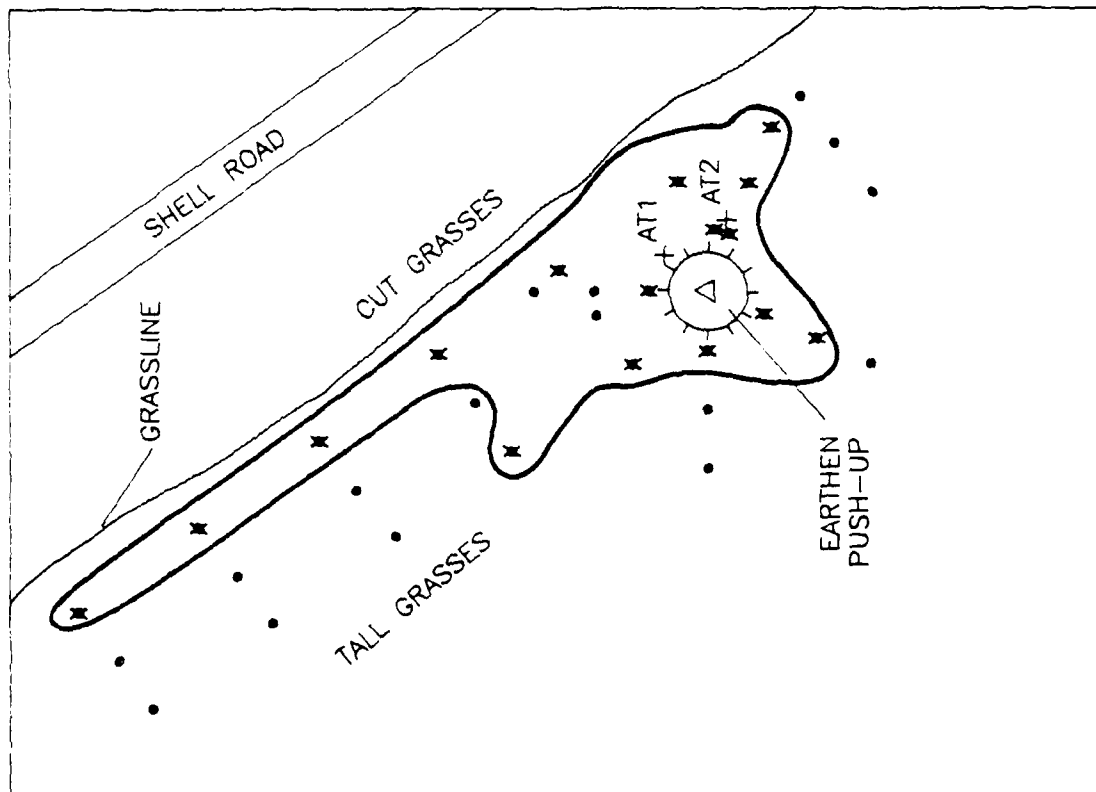 SHELL ROAD
GRASSLINE
CUT GRASSES
AT1
AT2
TALL GRASSES
EARTHEN
PUSH-UP